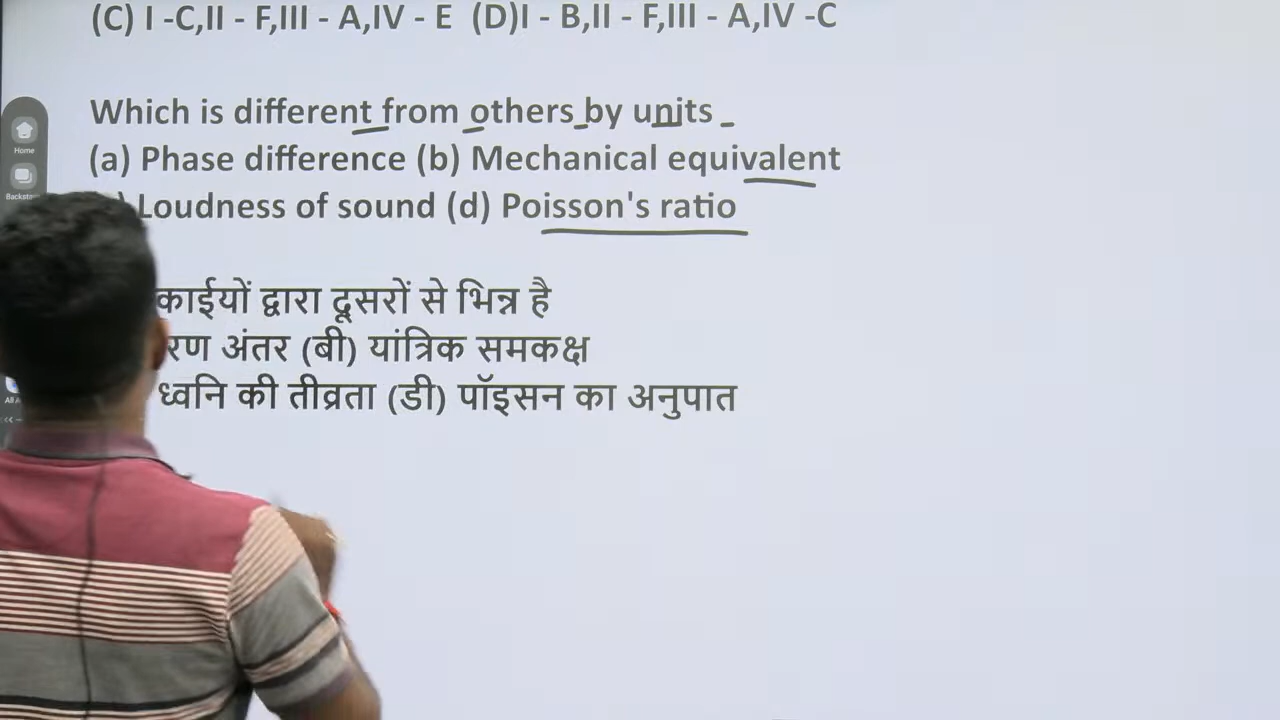 (C) I -C,II - F,III - A,IV - E (D)I - B,II - F,III - A,IV -C
Which is different from others by units
(a) Phase difference (b) Mechanical equivalent
Loudness of sound (d) Poisson's ratio
काईयों द्वारा दूसरों से भिन्न है
रण अंतर (बी) यांत्रिक समकक्ष
ध्वनि की तीव्रता (डी) पॉइसन का अनुपात
Home